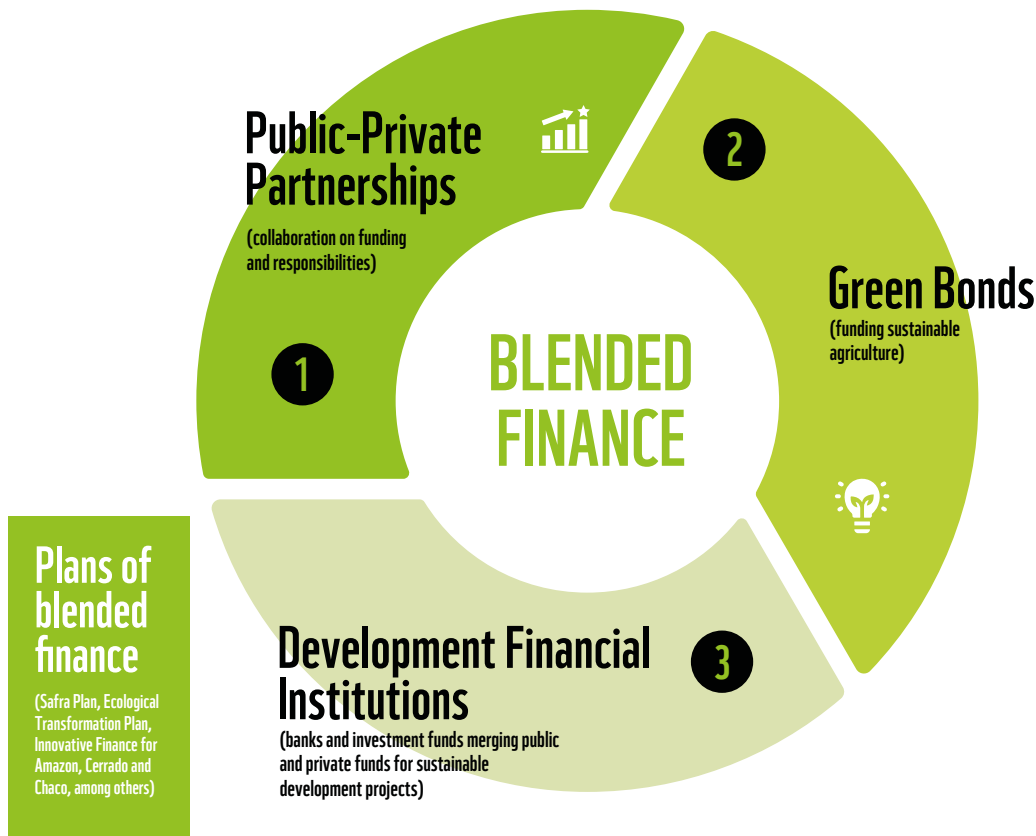 Public-Private
Partnerships
(collaboration on funding
and responsibilities)
1
2
Green Bonds
(funding sustainable
agriculture)
BLENDED
FINANCE
Development Financial
Institutions
(banks and investment funds merging public
and private funds for sustainable
development projects)
3
Plans of
blended
finance
(Safra Plan, Ecological
Transformation Plan,
Innovative Finance for
Amazon, Cerrado and
Chaco, among others)